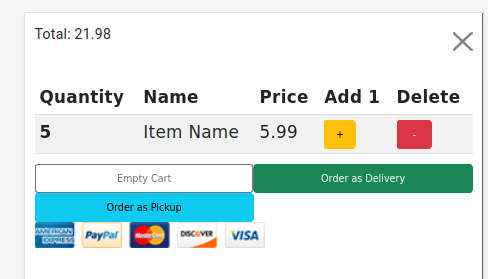 Total: 21.98
Quantity Name Price Add 1 Delete
5 Item Name 5.99 + -
Empty Cart Order as Delivery
Order as Pickup
AMERICAN EXPRESS PayPal MasterCard DISCOVER VISA